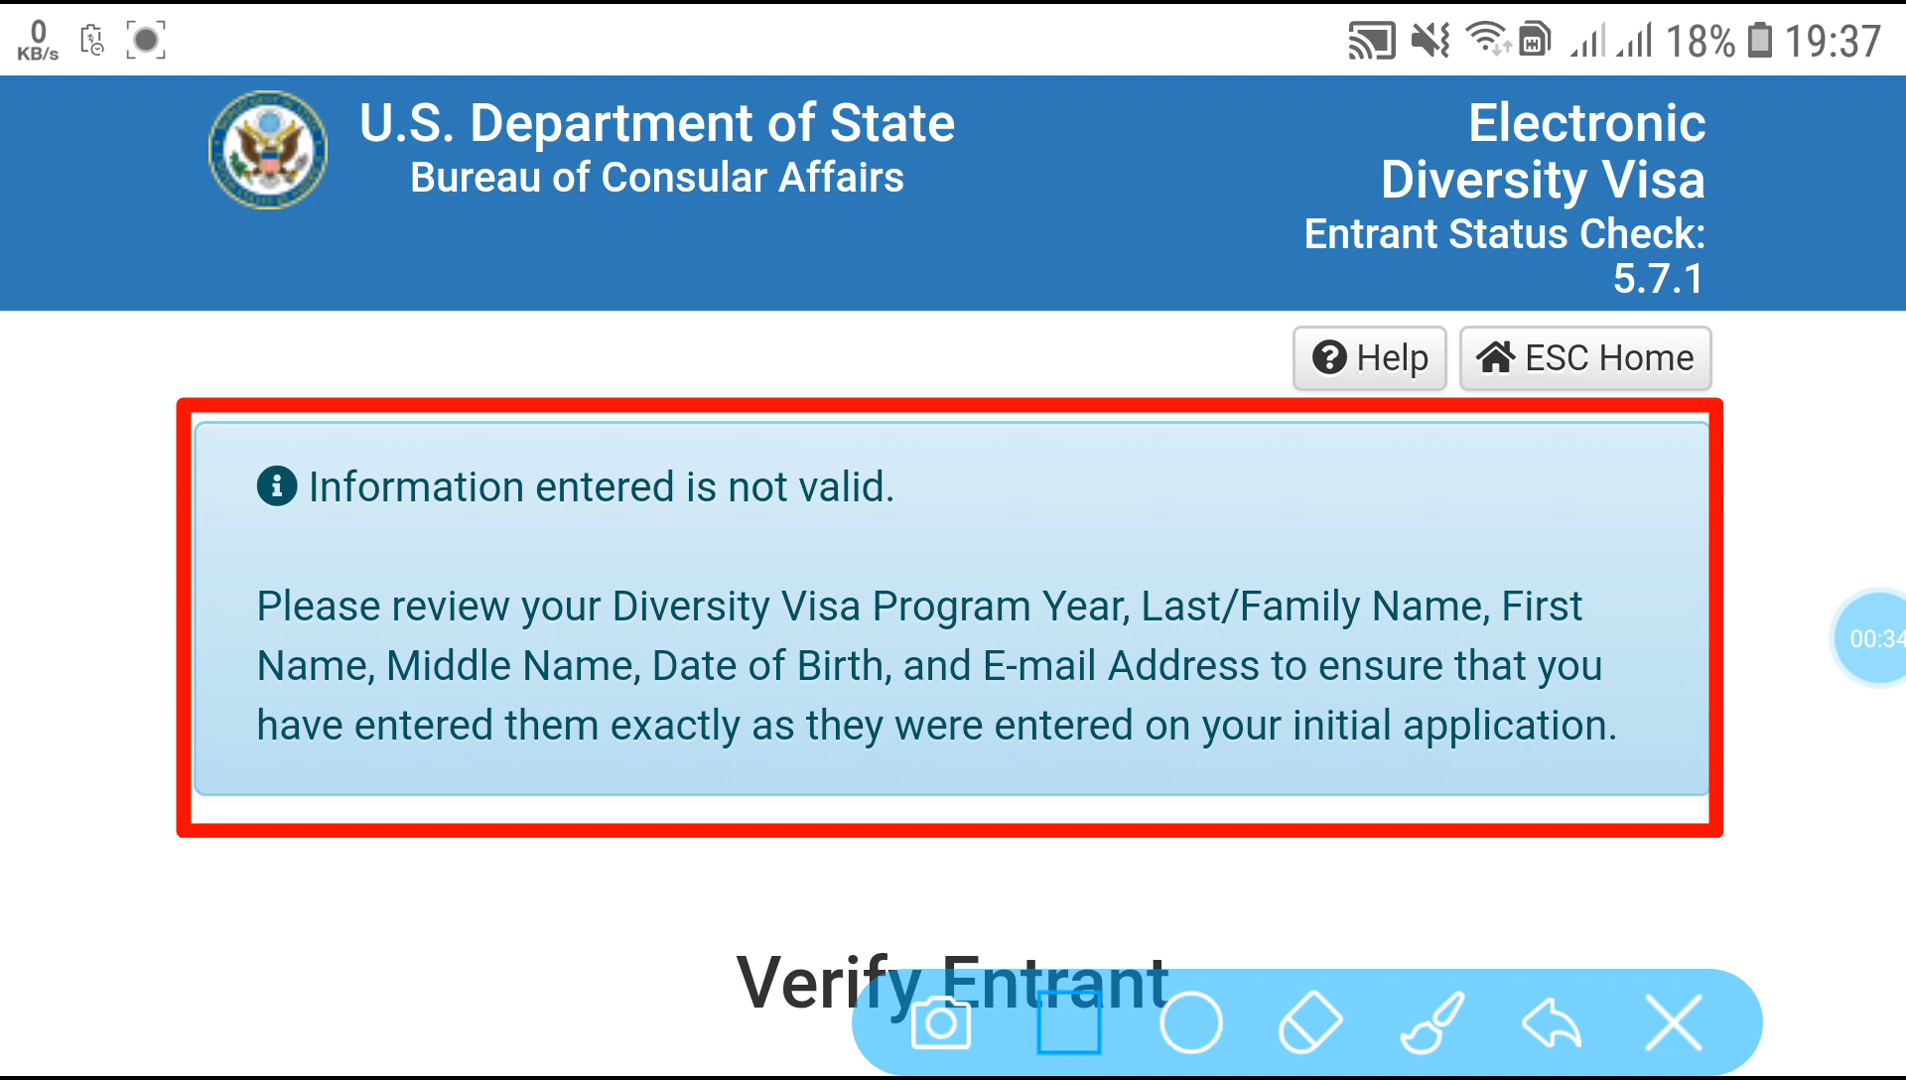 0
KB/s
18%
19:37
U.S. Department of State
Bureau of Consular Affairs
Electronic
Diversity Visa
Entrant Status Check:
5.7.1
Help
ESC Home
Information entered is not valid.
Please review your Diversity Visa Program Year, Last/Family Name, First
Name, Middle Name, Date of Birth, and E-mail Address to ensure that you
have entered them exactly as they were entered on your initial application.
00:34
Verify Entrant